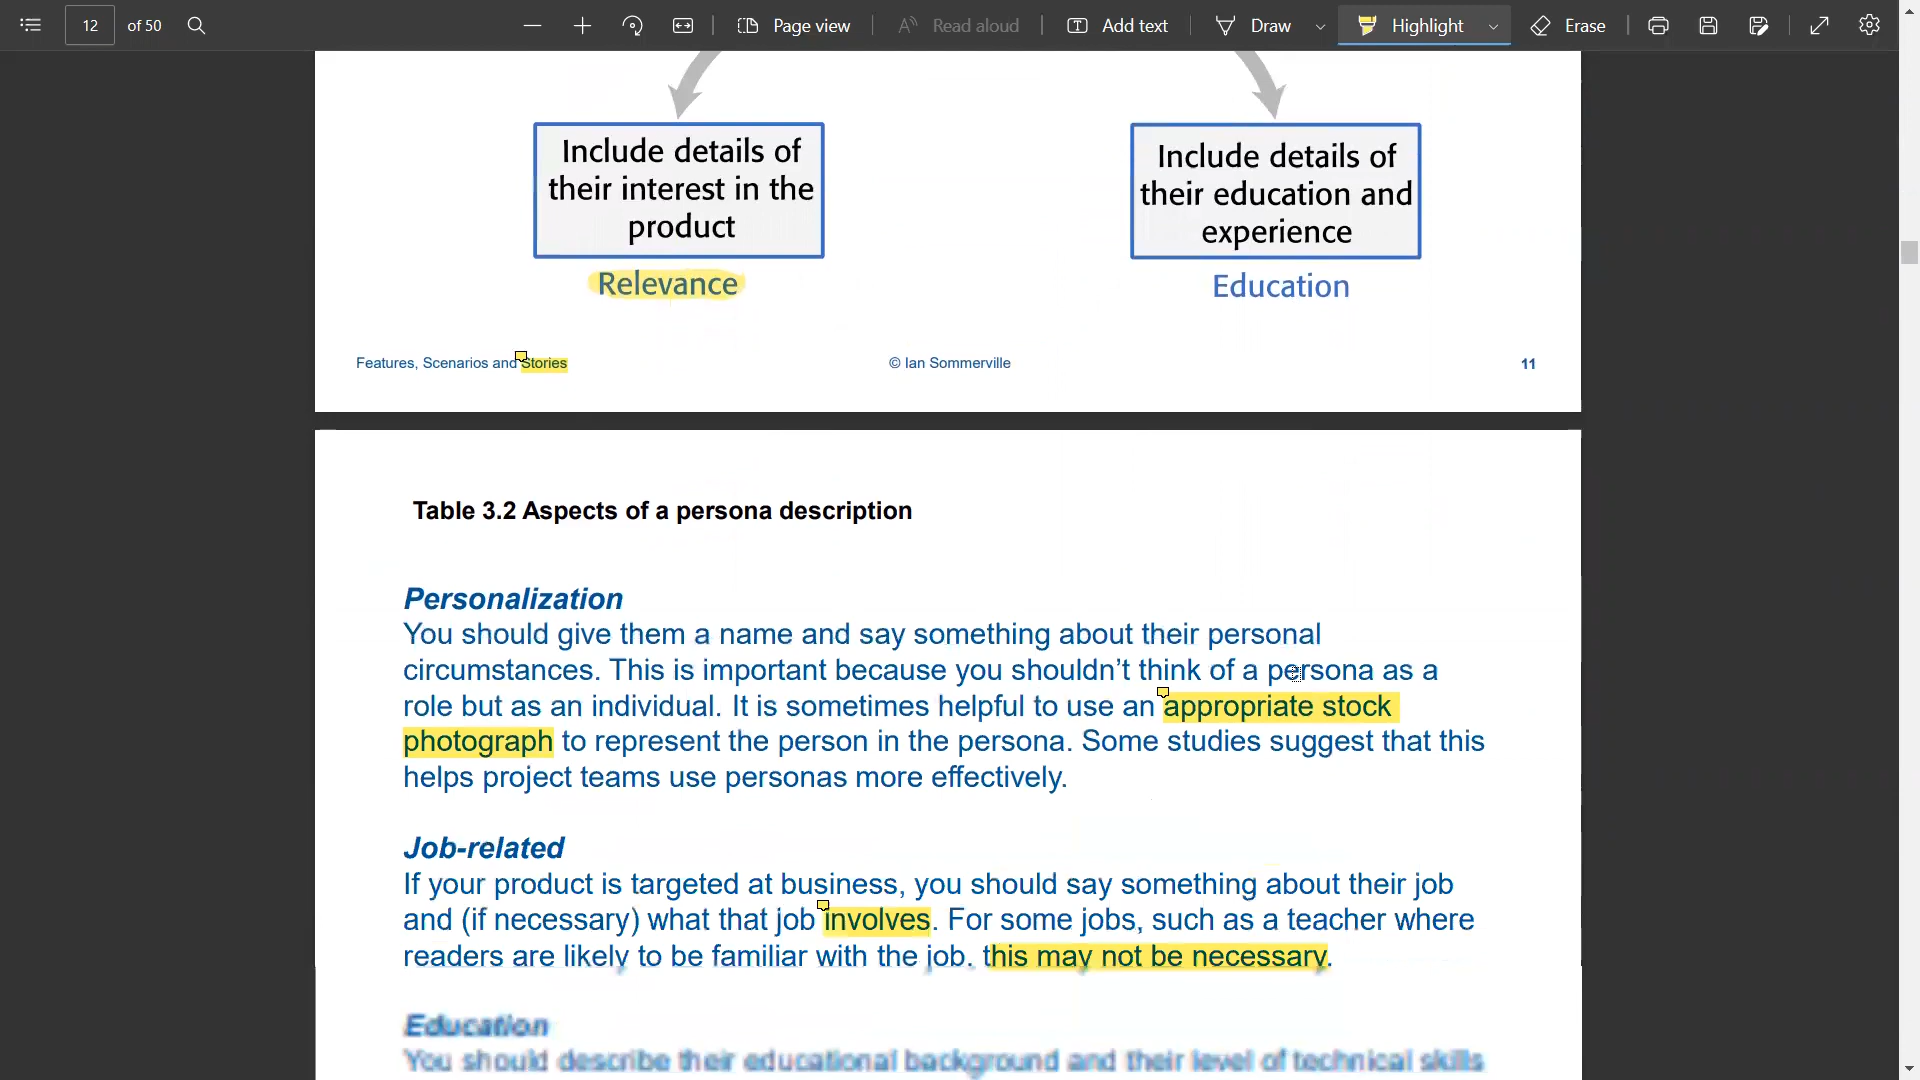 12 of 50 Page view Read aloud Add text Draw Highlight Erase
Include details of
their interest in the
product
Relevance
Include details of
their education and
experience
Education
Features, Scenarios and Stories © Ian Sommerville 11
Table 3.2 Aspects of a persona description
Personalization
You should give them a name and say something about their personal
circumstances. This is important because you shouldn’t think of a persona as a
role but as an individual. It is sometimes helpful to use an appropriate stock
photograph to represent the person in the persona. Some studies suggest that this
helps project teams use personas more effectively.
Job-related
If your product is targeted at business, you should say something about their job
and (if necessary) what that job involves. For some jobs, such as a teacher where
readers are likely to be familiar with the job, this may not be necessary.
Education
You should describe their educational background and their level of technical skills